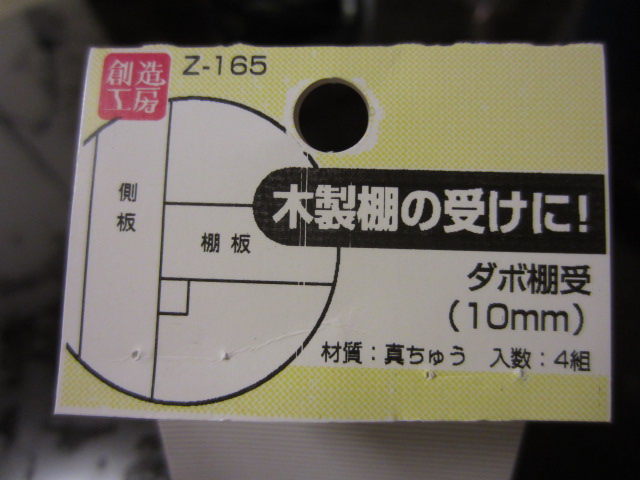 創造
工房
Z-165
側板
棚板
木製棚の受けに!
ダボ棚受
(10mm)
材質:真ちゅう 入数:4組